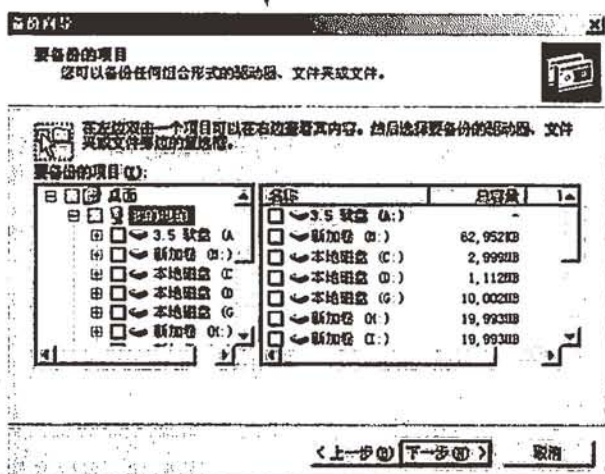 备份向导
要备份的项目
您可以备份任何组合形式的驱动器、文件夹或文件。
在左边双击一个项目可以在右边查看其内容。然后选择要备份的驱动器、文件
夹或文件旁边的复选框。
要备份的项目(I):
桌面
我的电脑
3.5 软盘 (A
新加卷 (B:)
本地磁盘 (C
本地磁盘 (D
本地磁盘 (G
新加卷 (H:)
名称 总容量
3.5 软盘 (A:) -
新加卷 (B:) 62,952KB
本地磁盘 (C:) 2,999MB
本地磁盘 (D:) 1,112MB
本地磁盘 (G:) 10,002MB
新加卷 (H:) 19,993MB
新加卷 (I:) 19,993MB
<上一步(B) 下一步(N)> 取消